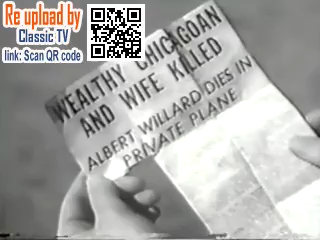 Re upload by
Classic TV
link: Scan QR code
WEALTHY CHICAGOAN
AND WIFE KILLED
ALBERT WILLARD DIES IN
PRIVATE PLANE